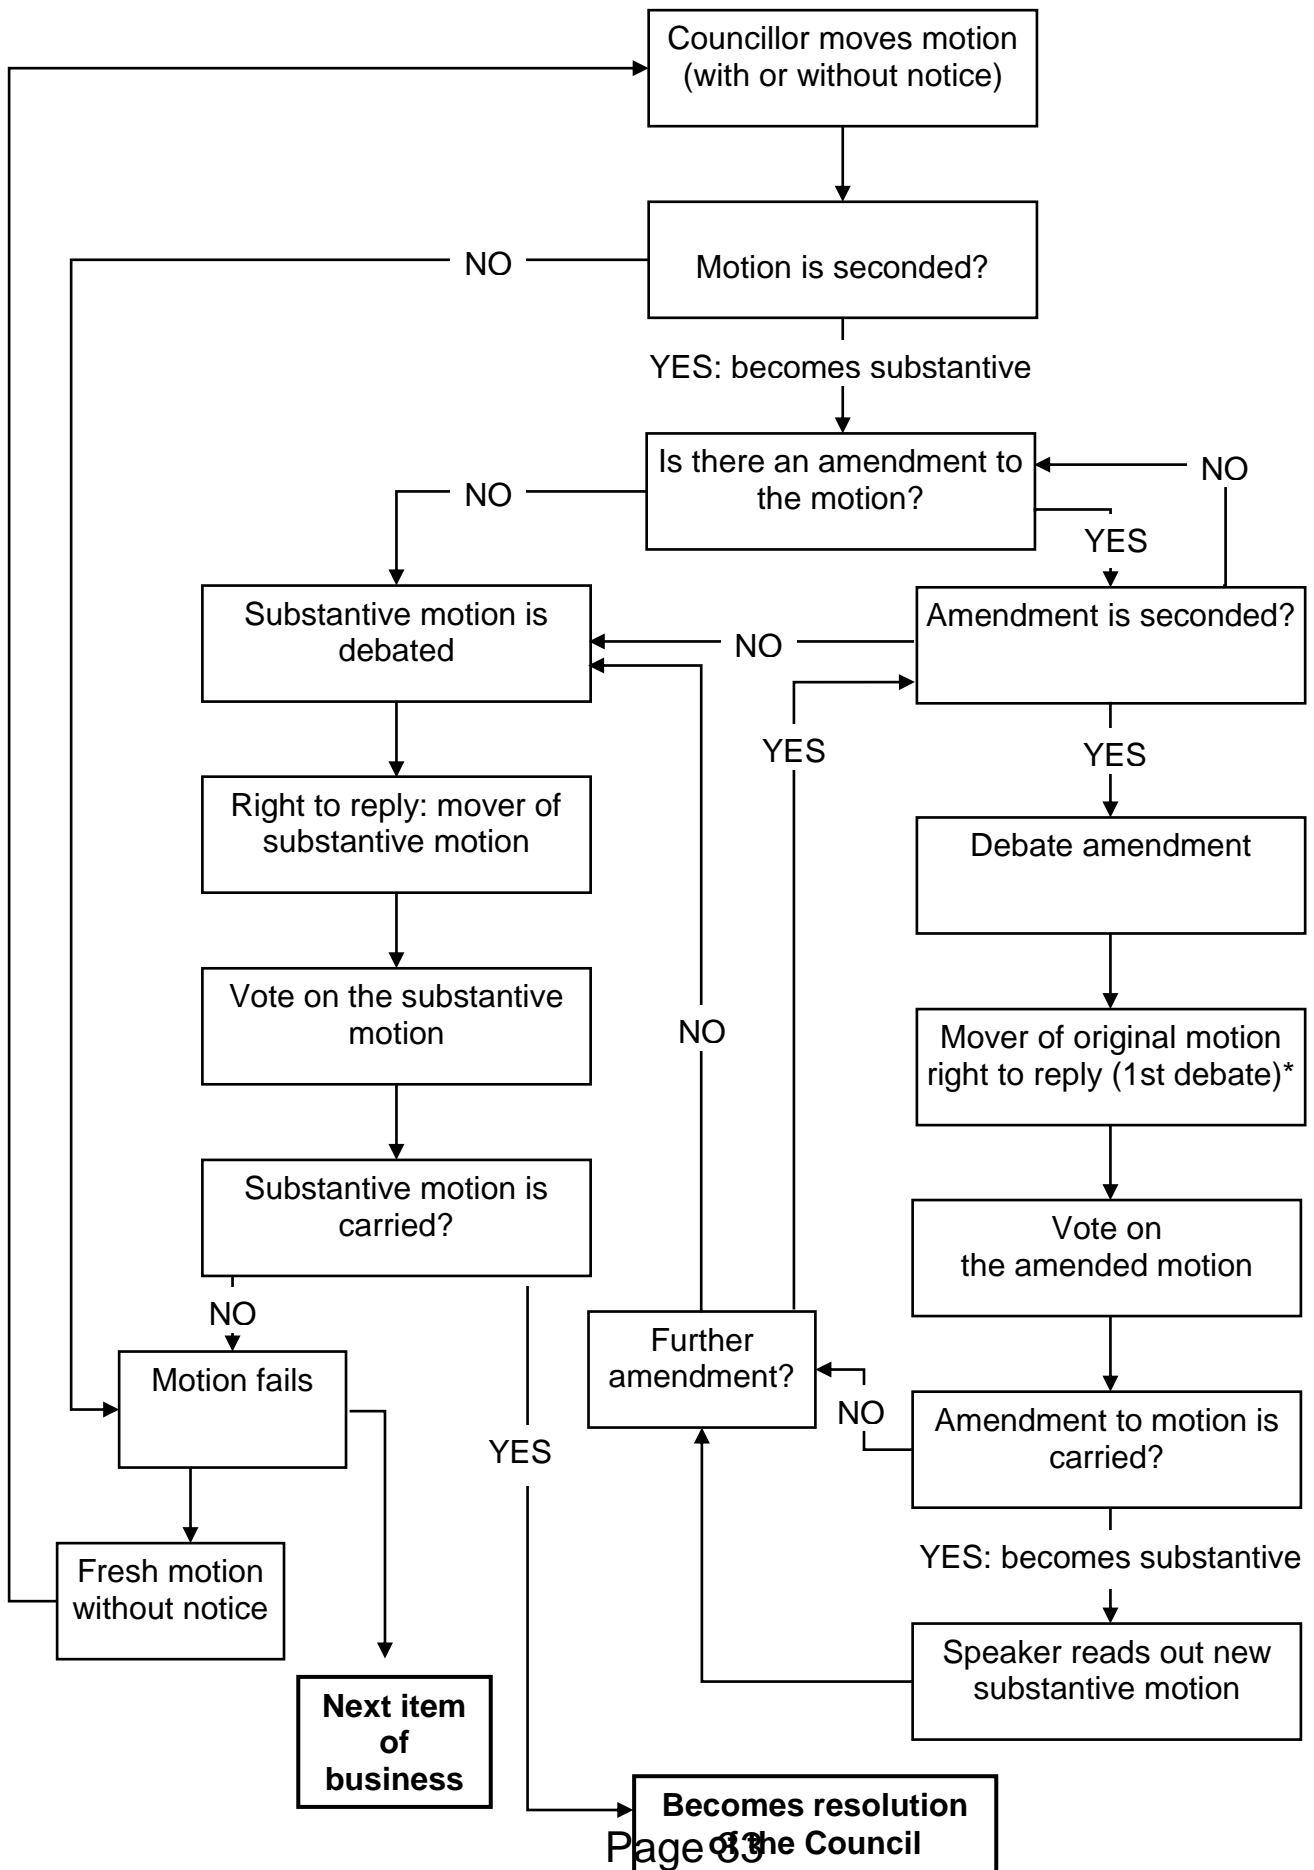 Councillor moves motion
(with or without notice)
NO
Motion is seconded?
YES: becomes substantive
Is there an amendment to
the motion?
NO
NO
YES
Substantive motion is
debated
NO
Amendment is seconded?
YES
YES
Right to reply: mover of
substantive motion
Debate amendment
Vote on the substantive
motion
NO
Mover of original motion
right to reply (1st debate)*
Substantive motion is
carried?
Vote on
the amended motion
NO
Motion fails
Further
amendment?
NO
Amendment to motion is
carried?
YES
YES: becomes substantive
Fresh motion
without notice
Speaker reads out new
substantive motion
Next item
of
business
Becomes resolution
of the Council
Page 33